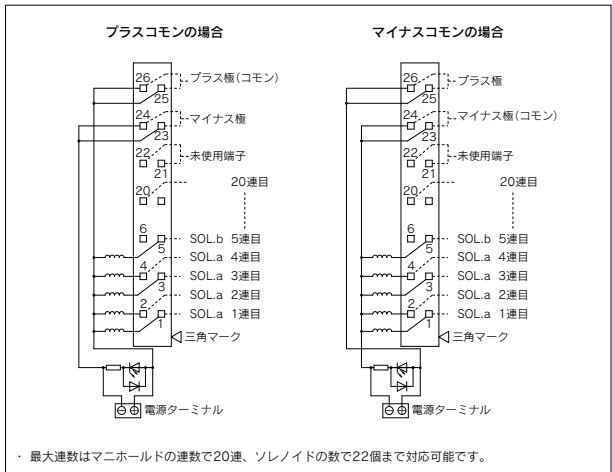 プラスコモンの場合
26
プラス極(コモン)
25
24
マイナス極
23
22
未使用端子
21
20
20連目
6
SOL.b 5連目
5
SOL.a 4連目
4
SOL.a 3連目
3
SOL.a 2連目
2
SOL.a 1連目
1
三角マーク
⊖ ⊕ 電源ターミナル
マイナスコモンの場合
26
プラス極
25
24
マイナス極(コモン)
23
22
未使用端子
21
20
20連目
6
SOL.b 5連目
5
SOL.a 4連目
4
SOL.a 3連目
3
SOL.a 2連目
2
SOL.a 1連目
1
三角マーク
⊖ ⊕ 電源ターミナル
・ 最大連数はマニホールドの連数で20連、ソレノイドの数で22個まで対応可能です。